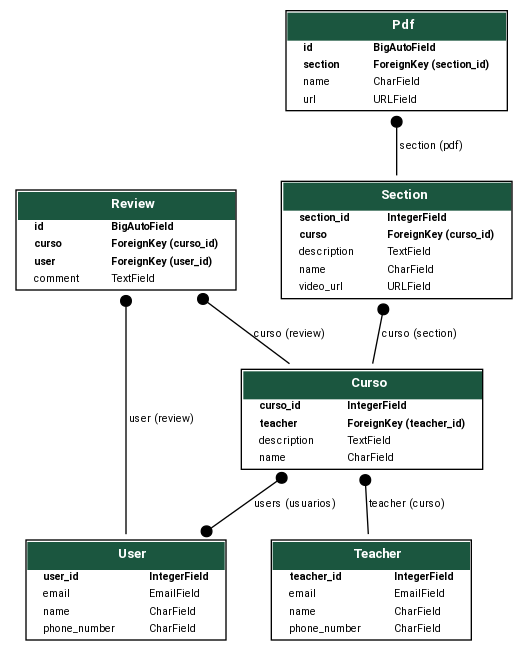 Pdf
id BigAutoField
section ForeignKey (section_id)
name CharField
url URLField
section (pdf)
Section
section_id IntegerField
curso ForeignKey (curso_id)
description TextField
name CharField
video_url URLField
Review
id BigAutoField
curso ForeignKey (curso_id)
user ForeignKey (user_id)
comment TextField
curso (review)
curso (section)
Curso
curso_id IntegerField
teacher ForeignKey (teacher_id)
description TextField
name CharField
user (review)
users (usuarios)
teacher (curso)
User
user_id IntegerField
email EmailField
name CharField
phone_number CharField
Teacher
teacher_id IntegerField
email EmailField
name CharField
phone_number CharField